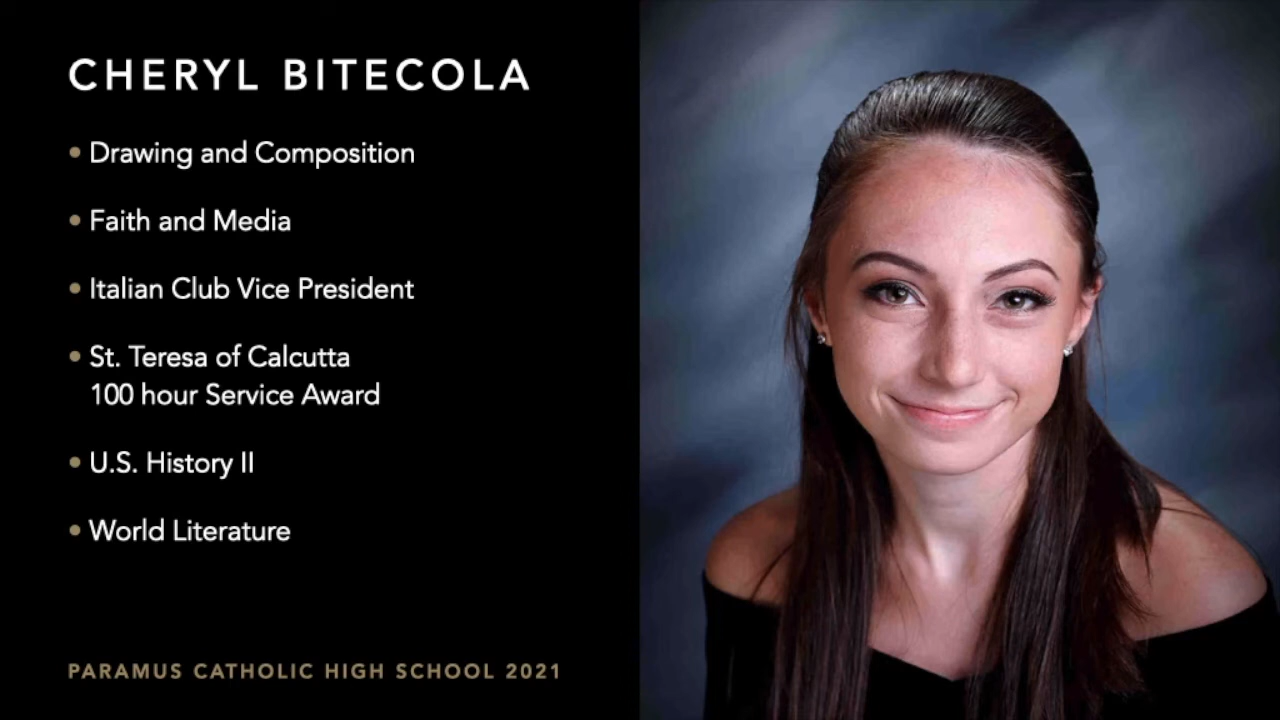 CHERYL BITECOLA
• Drawing and Composition
• Faith and Media
• Italian Club Vice President
• St. Teresa of Calcutta
100 hour Service Award
• U.S. History II
• World Literature
PARAMUS CATHOLIC HIGH SCHOOL 2021